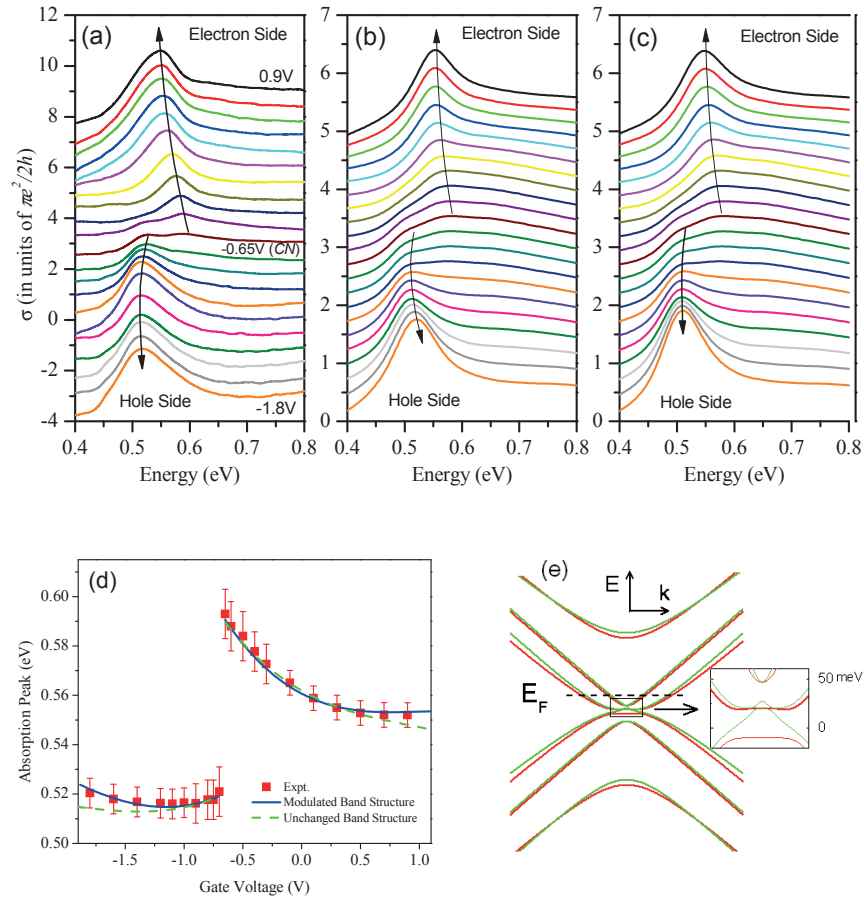 (a)
Electron Side
0.9V
-0.65V (CN)
-1.8V
Hole Side
σ (in units of πe²/2h)
12
10
8
6
4
2
0
-2
-4
0.4 0.5 0.6 0.7 0.8
Energy (eV)
(b)
Electron Side
Hole Side
7
6
5
4
3
2
1
0
0.4 0.5 0.6 0.7 0.8
Energy (eV)
(c)
Electron Side
Hole Side
7
6
5
4
3
2
1
0
0.4 0.5 0.6 0.7 0.8
Energy (eV)
(d)
Absorption Peak (eV)
0.60
0.58
0.56
0.54
0.52
0.50
Expt.
Modulated Band Structure
Unchanged Band Structure
-1.5 -1.0 -0.5 0.0 0.5 1.0
Gate Voltage (V)
(e)
E
k
E_F
50 meV
0